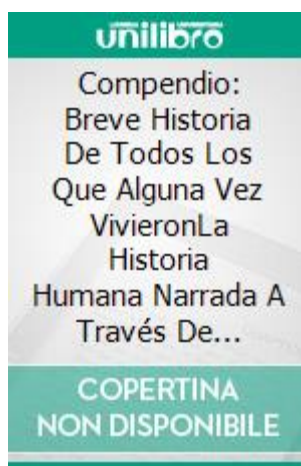 unilibro
Compendio:
Breve Historia
De Todos Los
Que Alguna Vez
VivieronLa
Historia
Humana Narrada A
Través De...
COPERTINA
NON DISPONIBILE